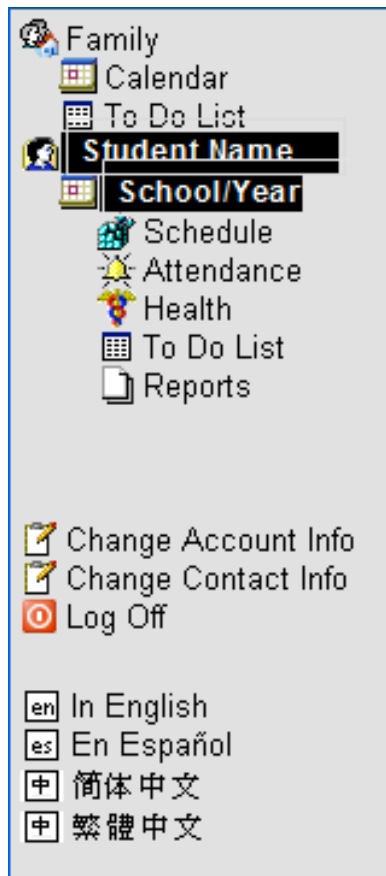 Family
Calendar
To Do List
Student Name
School/Year
Schedule
Attendance
Health
To Do List
Reports
Change Account Info
Change Contact Info
Log Off
en In English
es En Español
中 简体中文
中 繁體中文